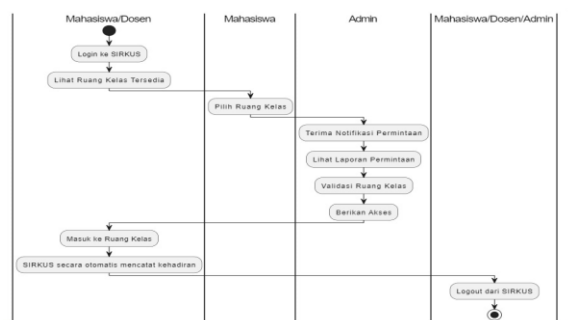 Mahasiswa/Dosen
Mahasiswa
Admin
Mahasiswa/Dosen/Admin
Login ke SIRKUS
Lihat Ruang Kelas Tersedia
Pilih Ruang Kelas
Terima Notifikasi Permintaan
Lihat Laporan Permintaan
Validasi Ruang Kelas
Berikan Akses
Masuk ke Ruang Kelas
SIRKUS secara otomatis mencatat kehadiran
Logout dari SIRKUS